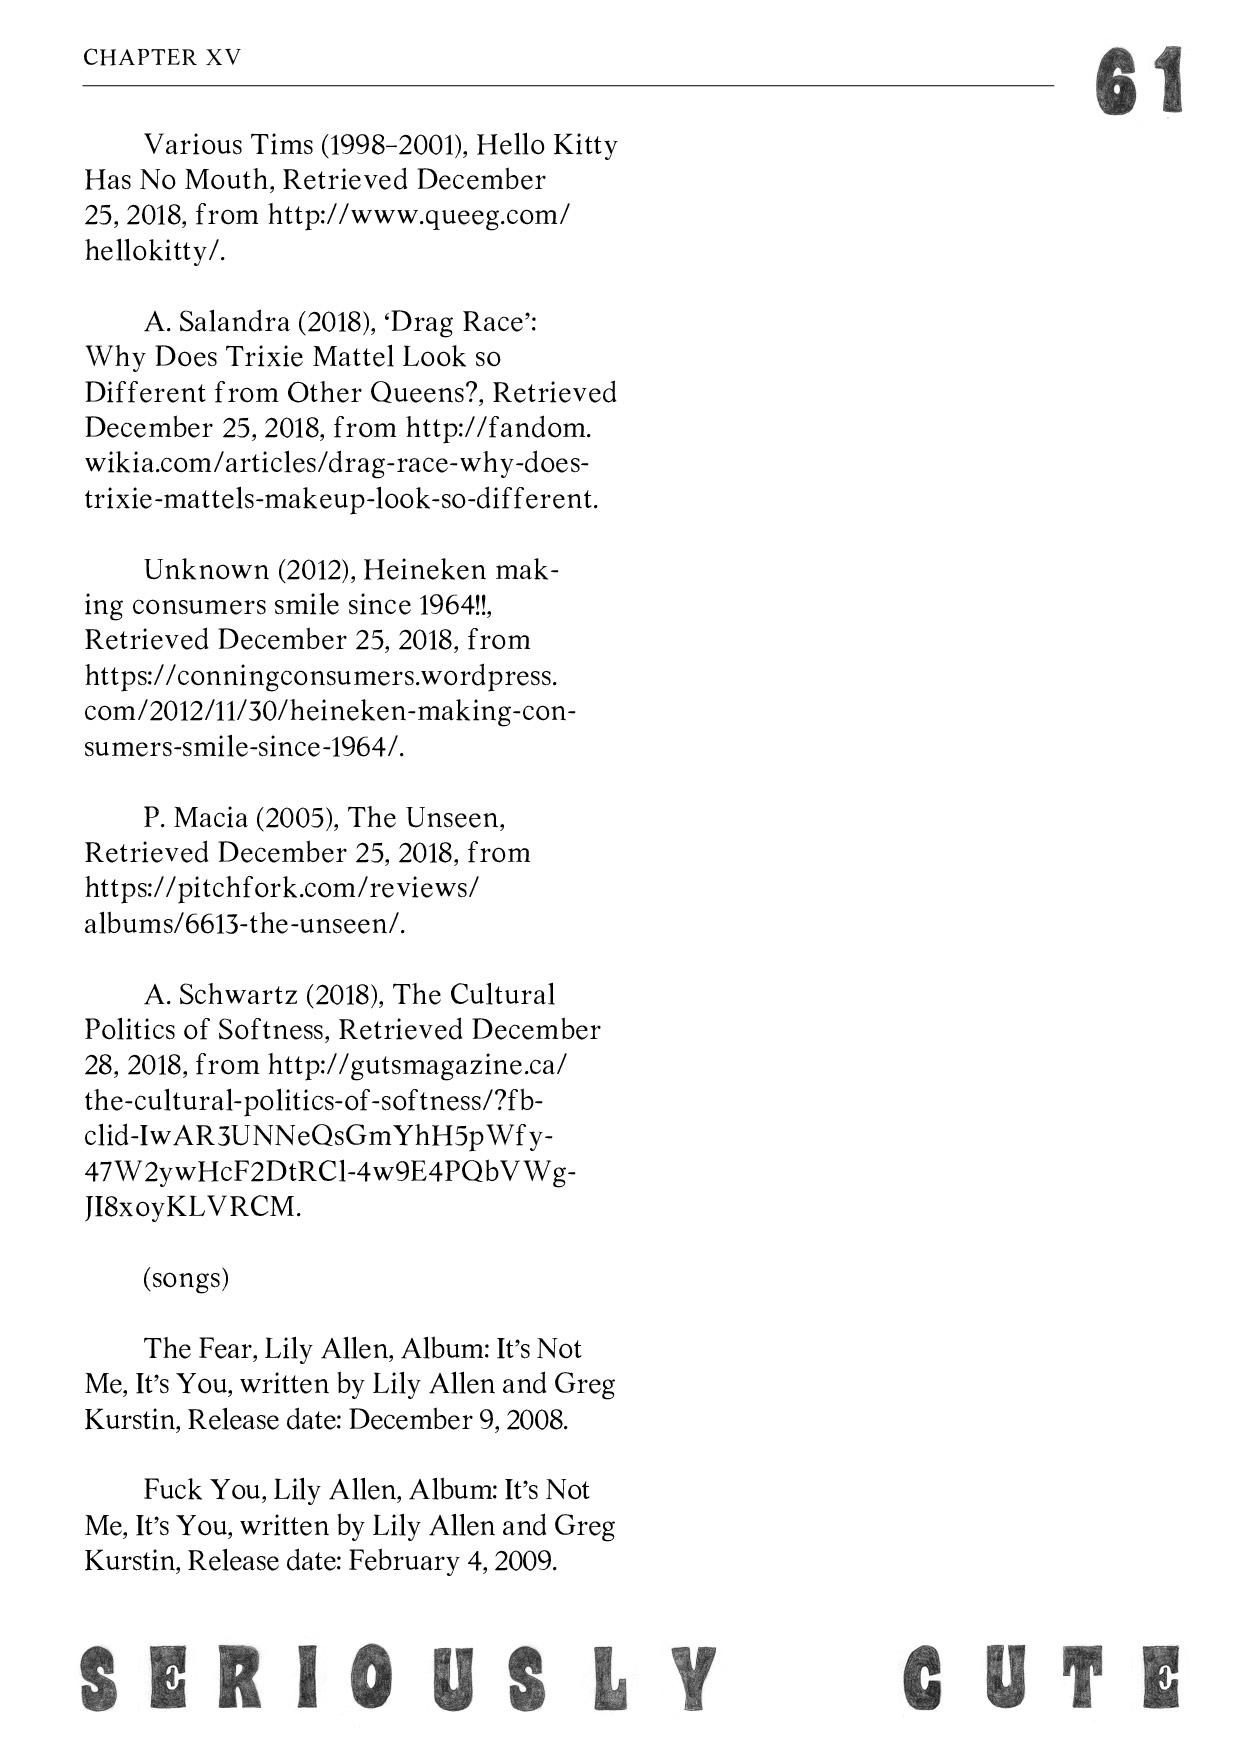 CHAPTER XV
61
Various Tims (1998–2001), Hello Kitty
Has No Mouth, Retrieved December
25, 2018, from http://www.queeg.com/
hellokitty/.
A. Salandra (2018), ‘Drag Race’:
Why Does Trixie Mattel Look so
Different from Other Queens?, Retrieved
December 25, 2018, from http://fandom.
wikia.com/articles/drag-race-why-does-
trixie-mattels-makeup-look-so-different.
Unknown (2012), Heineken mak-
ing consumers smile since 1964!!,
Retrieved December 25, 2018, from
https://conningconsumers.wordpress.
com/2012/11/30/heineken-making-con-
sumers-smile-since-1964/.
P. Macia (2005), The Unseen,
Retrieved December 25, 2018, from
https://pitchfork.com/reviews/
albums/6613-the-unseen/.
A. Schwartz (2018), The Cultural
Politics of Softness, Retrieved December
28, 2018, from http://gutsmagazine.ca/
the-cultural-politics-of-softness/?fb-
clid-IwAR3UNNeQsGmYhH5pWfy-
47W2ywHcF2DtRCl-4w9E4PQbVWg-
JI8xoyKLVRCM.
(songs)
The Fear, Lily Allen, Album: It’s Not
Me, It’s You, written by Lily Allen and Greg
Kurstin, Release date: December 9, 2008.
Fuck You, Lily Allen, Album: It’s Not
Me, It’s You, written by Lily Allen and Greg
Kurstin, Release date: February 4, 2009.
SERIOUSLY CUTE